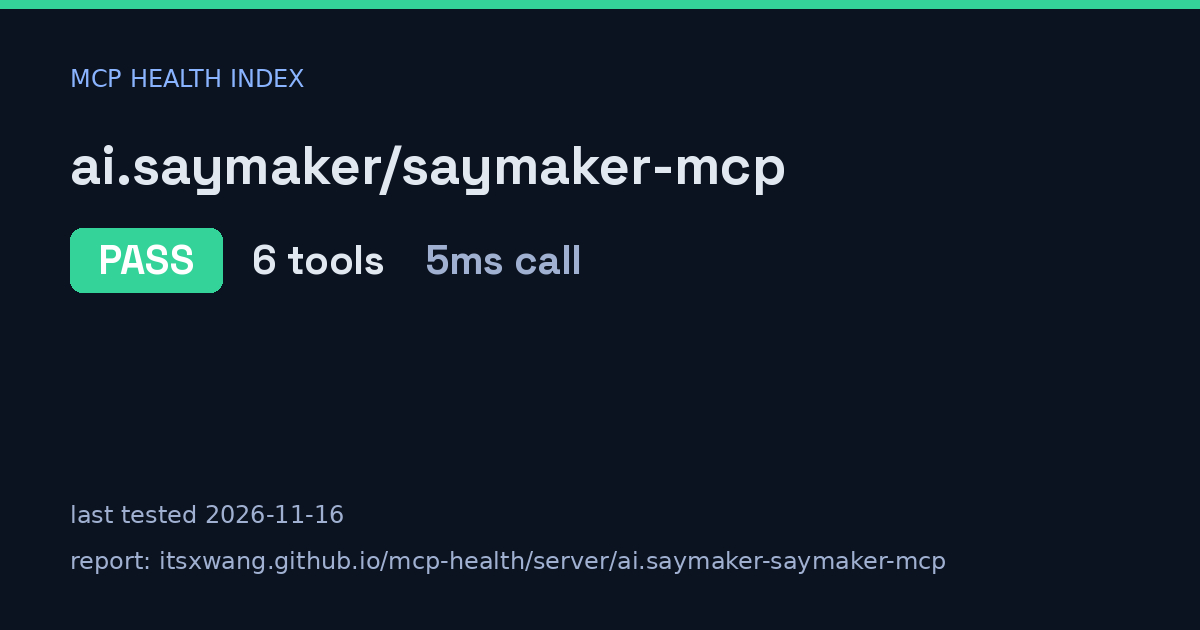 MCP HEALTH INDEX
ai.saymaker/saymaker-mcp
PASS 6 tools 5ms call
last tested 2026-11-16
report: itsxwang.github.io/mcp-health/server/ai.saymaker-saymaker-mcp